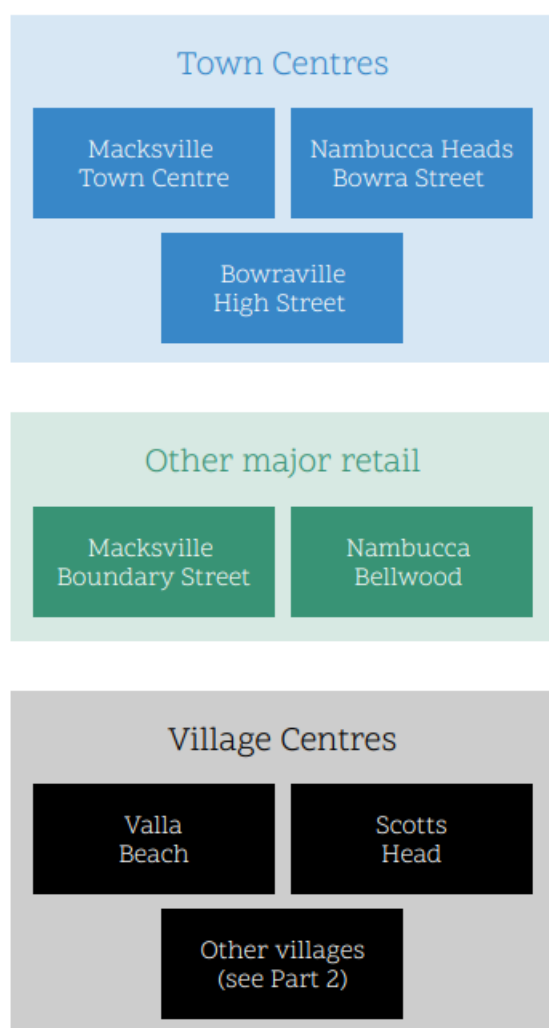 Town Centres
Macksville
Town Centre
Nambucca Heads
Bowra Street
Bowraville
High Street
Other major retail
Macksville
Boundary Street
Nambucca
Bellwood
Village Centres
Valla
Beach
Scotts
Head
Other villages
(see Part 2)